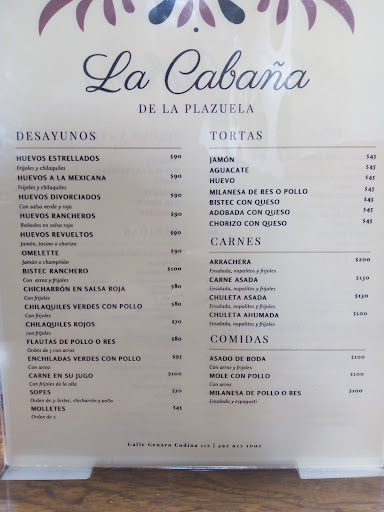 La Cabaña
DE LA PLAZUELA
DESAYUNOS
HUEVOS ESTRELLADOS $90
Frijoles y chilaquiles
HUEVOS A LA MEXICANA $90
Frijoles y chilaquiles
HUEVOS DIVORCIADOS $90
Con salsa verde y roja
HUEVOS RANCHEROS $90
Bañados en salsa roja
HUEVOS REVUELTOS $90
Jamón, tocino o chorizo
OMELETTE $90
Jamón o champiñón
BISTEC RANCHERO $100
Con arroz y frijoles
CHICHARRÓN EN SALSA ROJA $80
Con frijoles
CHILAQUILES VERDES CON POLLO $80
Con frijoles
CHILAQUILES ROJOS $70
Con frijoles
FLAUTAS DE POLLO O RES $80
Orden de 5 con arroz
ENCHILADAS VERDES CON POLLO $95
Con frijoles de la olla
CARNE EN SU JUGO $100
Con frijoles de la olla
SOPES
Orden de 3: bistec, chicharrón y pollo
MOLLETES $45
Orden de 2
TORTAS
JAMÓN $45
AGUACATE $45
HUEVO $45
MILANESA DE RES O POLLO $45
BISTEC CON QUESO $45
ADOBADA CON QUESO $45
CHORIZO CON QUESO $45
CARNES
ARRACHERA $200
Ensalada, nopalitos y frijoles
CARNE ASADA $130
Ensalada, nopalitos y frijoles
CHULETA ASADA $130
Ensalada, nopalitos y frijoles
CHULETA AHUMADA $100
Ensalada, nopalitos y frijoles
COMIDAS
ASADO DE BODA $100
Con arroz y frijoles
MOLE CON POLLO $100
Con arroz
MILANESA DE POLLO O RES $100
Ensalada y espagueti
Calle Genaro Codina